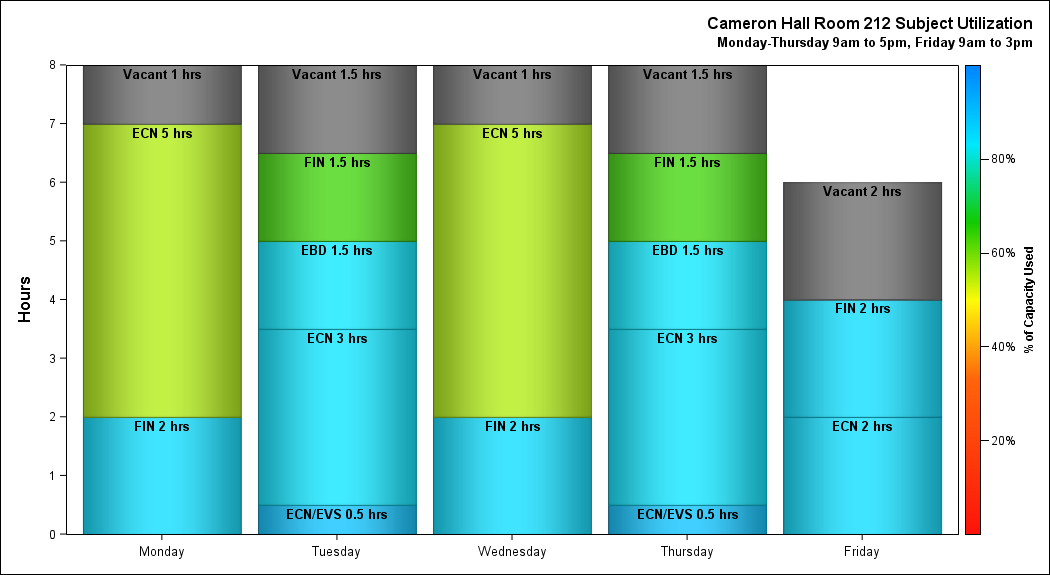 Cameron Hall Room 212 Subject Utilization
Monday-Thursday 9am to 5pm, Friday 9am to 3pm
Hours
8
7
6
5
4
3
2
1
0
Vacant 1 hrs
ECN 5 hrs
FIN 2 hrs
Monday
Vacant 1.5 hrs
FIN 1.5 hrs
EBD 1.5 hrs
ECN 3 hrs
ECN/EVS 0.5 hrs
Tuesday
Vacant 1 hrs
ECN 5 hrs
FIN 2 hrs
Wednesday
Vacant 1.5 hrs
FIN 1.5 hrs
EBD 1.5 hrs
ECN 3 hrs
ECN/EVS 0.5 hrs
Thursday
Vacant 2 hrs
FIN 2 hrs
ECN 2 hrs
Friday
80%
60%
40%
20%
% of Capacity Used